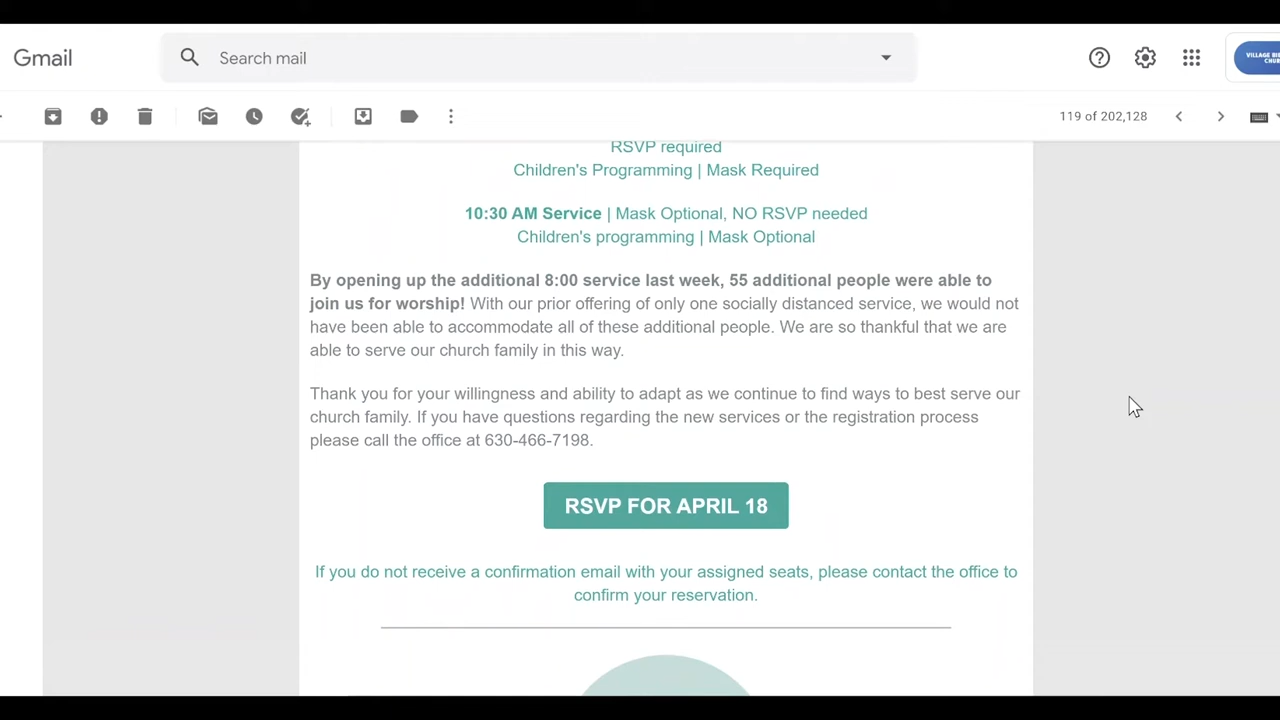 Gmail
Search mail
VILLAGE BI
CHUR
119 of 202,128
RSVP required
Children's Programming | Mask Required
10:30 AM Service | Mask Optional, NO RSVP needed
Children's programming | Mask Optional
By opening up the additional 8:00 service last week, 55 additional people were able to
join us for worship! With our prior offering of only one socially distanced service, we would not
have been able to accommodate all of these additional people. We are so thankful that we are
able to serve our church family in this way.
Thank you for your willingness and ability to adapt as we continue to find ways to best serve our
church family. If you have questions regarding the new services or the registration process
please call the office at 630-466-7198.
RSVP FOR APRIL 18
If you do not receive a confirmation email with your assigned seats, please contact the office to
confirm your reservation.